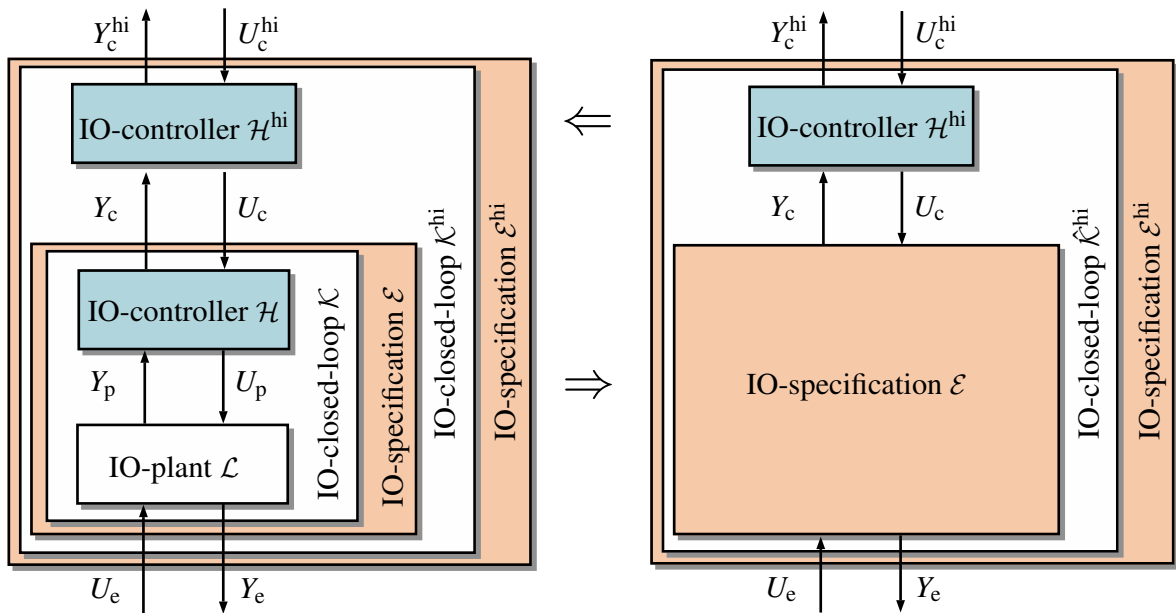 Y_c^hi U_c^hi
IO-controller ℋ^hi
Y_c U_c
IO-controller ℋ
Y_p U_p
IO-plant ℒ
U_e Y_e
IO-closed-loop 𝒦
IO-specification ℰ
IO-closed-loop 𝒦^hi
IO-specification ℰ^hi
⇐
⇒
Y_c^hi U_c^hi
IO-controller ℋ^hi
Y_c U_c
IO-specification ℰ
U_e Y_e
IO-closed-loop 𝒦̂^hi
IO-specification ℰ^hi